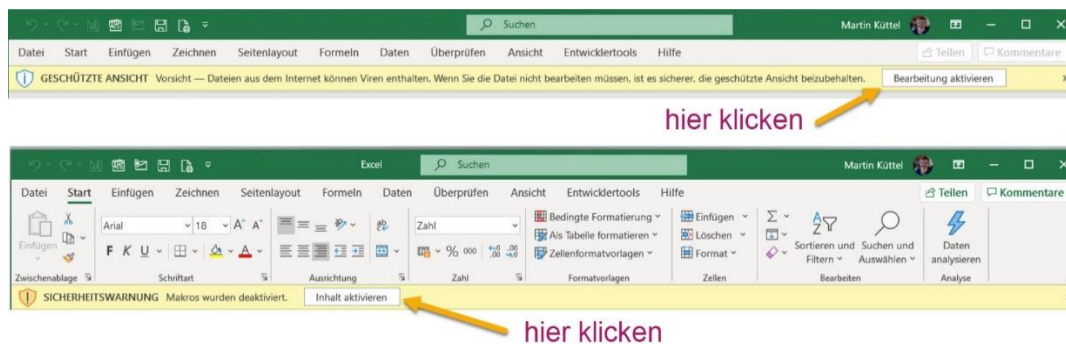 Suchen Martin Küttel
Datei Start Einfügen Zeichnen Seitenlayout Formeln Daten Überprüfen Ansicht Entwicklertools Hilfe Teilen Kommentare
GESCHÜTZTE ANSICHT Vorsicht — Dateien aus dem Internet können Viren enthalten. Wenn Sie die Datei nicht bearbeiten müssen, ist es sicherer, die geschützte Ansicht beizubehalten. Bearbeitung aktivieren
hier klicken
Excel Suchen Martin Küttel
Datei Start Einfügen Zeichnen Seitenlayout Formeln Daten Überprüfen Ansicht Entwicklertools Hilfe Teilen Kommentare
Arial 18 A A Zahl Bedingte Formatierung Einfügen
Einfügen F K U A % 000 Als Tabelle formatieren Löschen Sortieren und Suchen und Daten
Zellenformatvorlagen Format Filtern Auswählen analysieren
Zwischenablage Schriftart Ausrichtung Zahl Formatvorlagen Zellen Bearbeiten Analyse
SICHERHEITSWARNUNG Makros wurden deaktiviert. Inhalt aktivieren
hier klicken